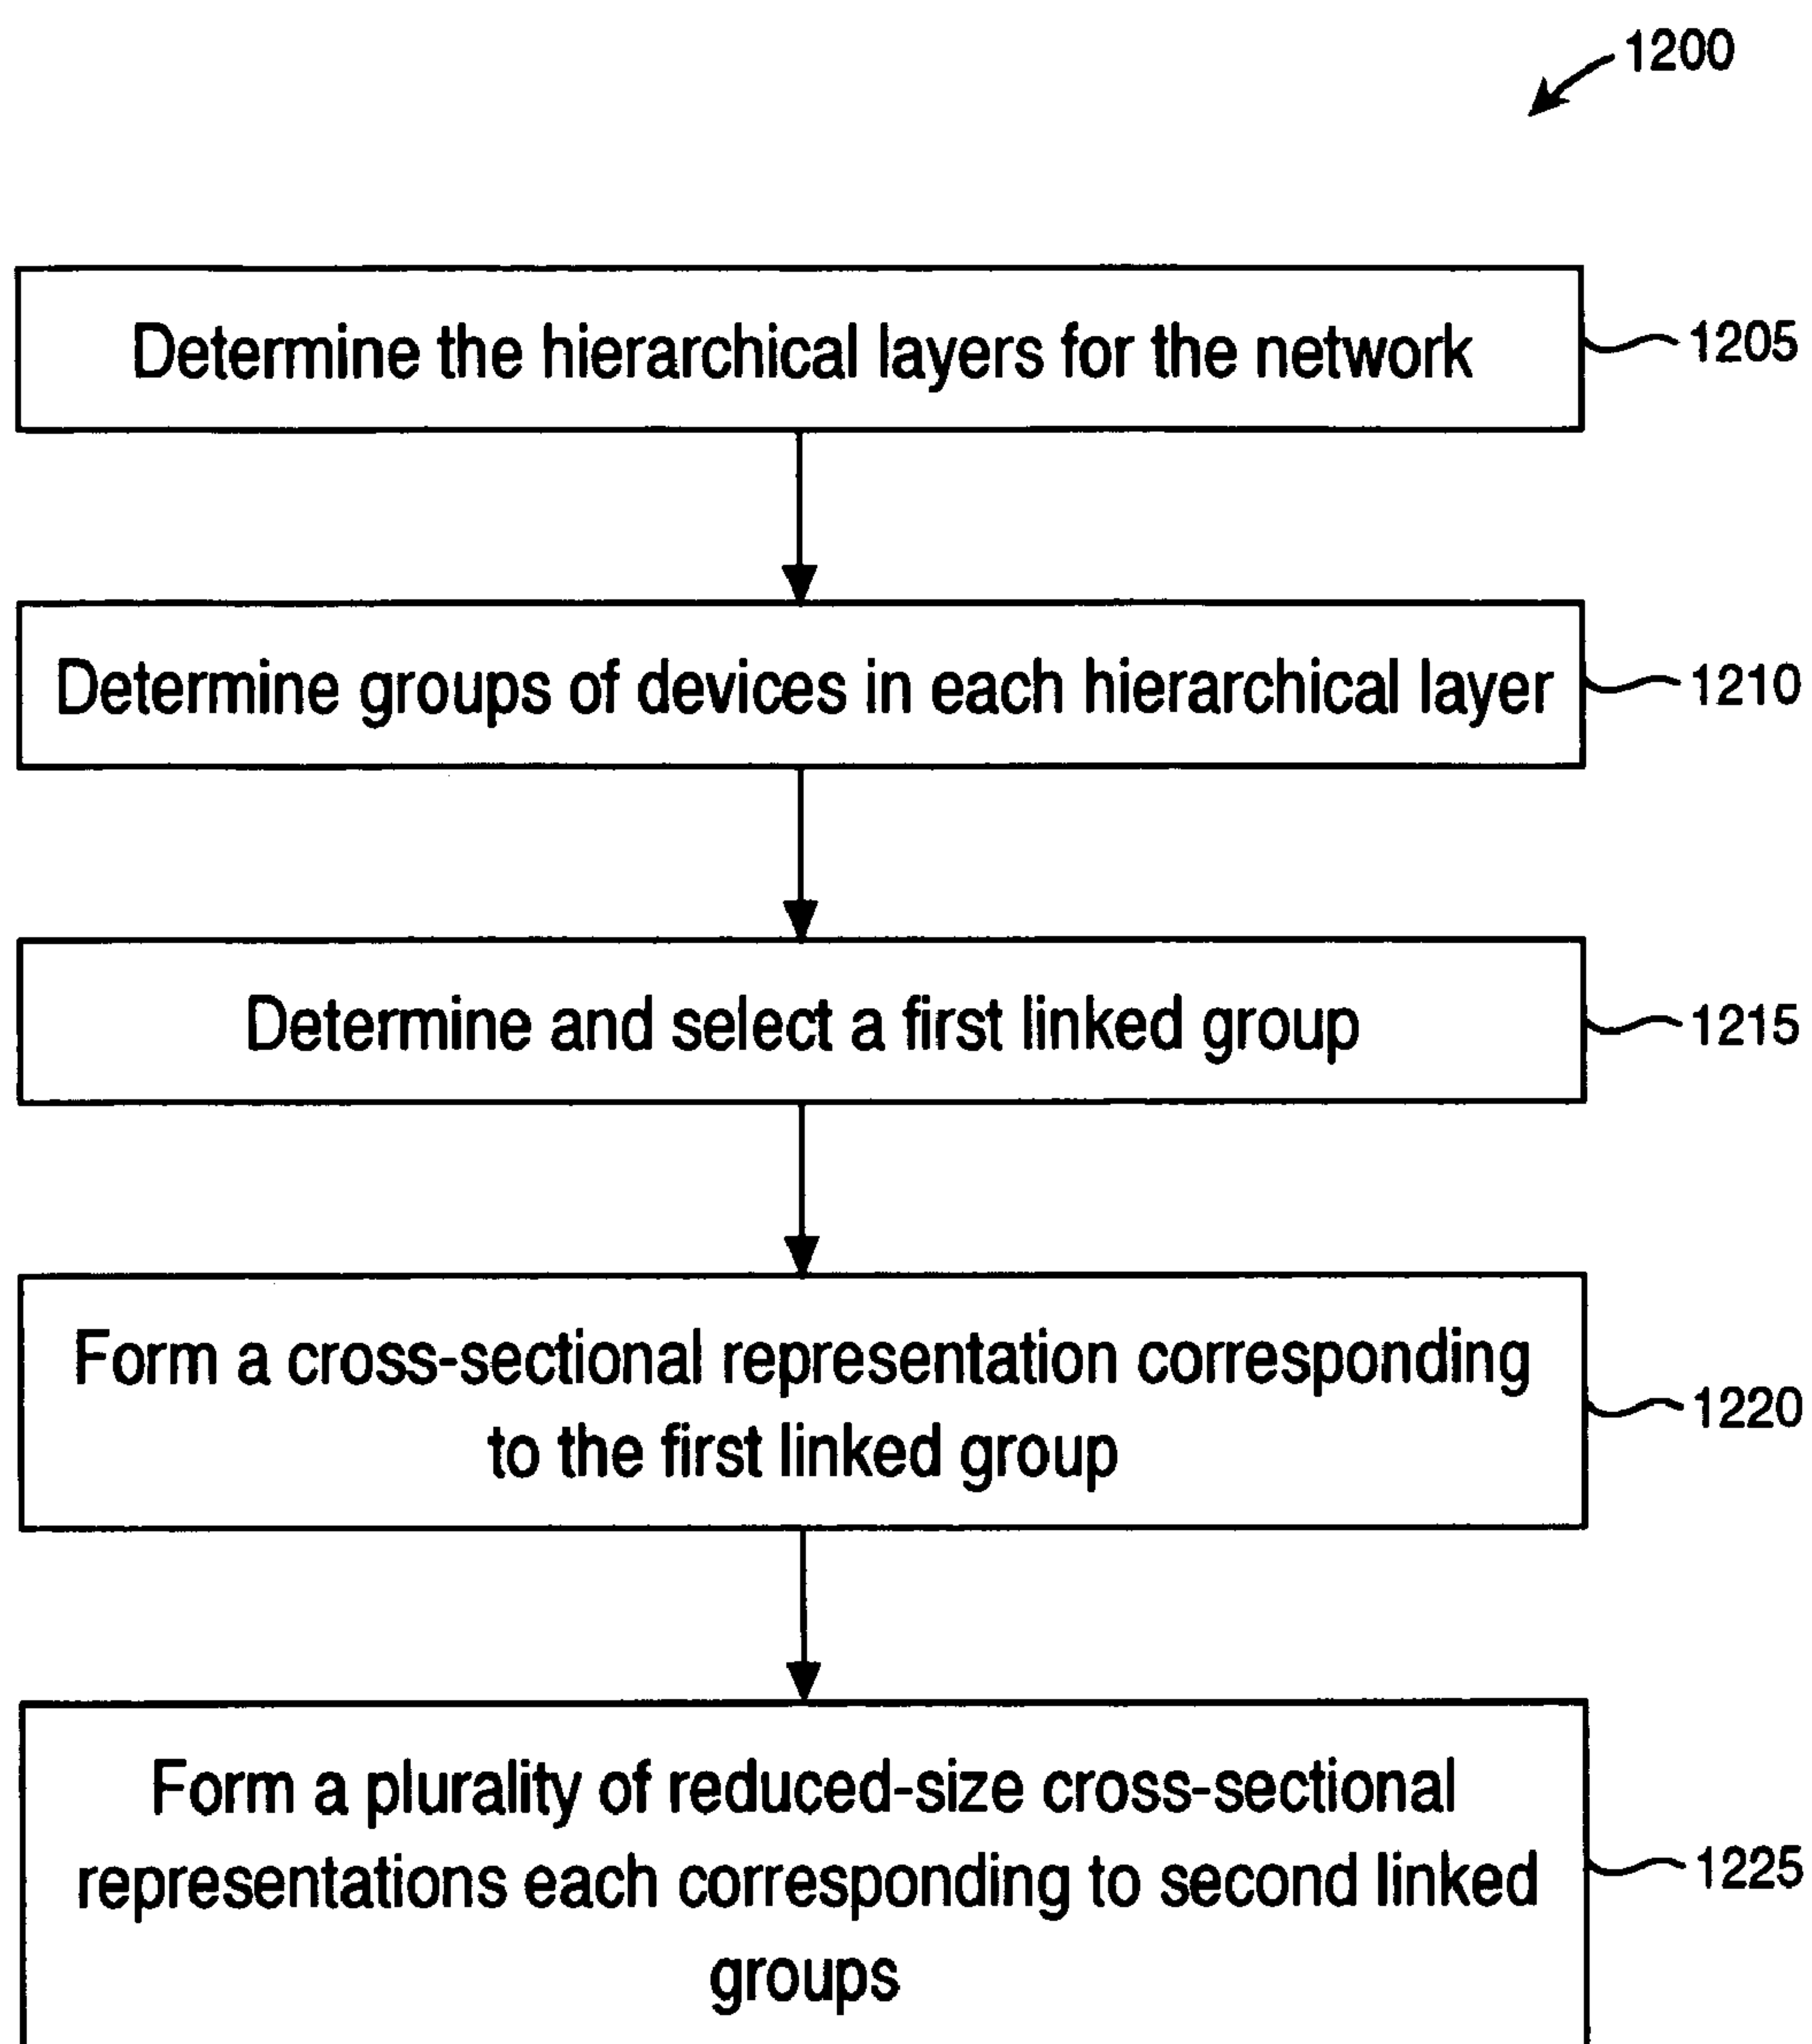 1200
Determine the hierarchical layers for the network
1205
Determine groups of devices in each hierarchical layer
1210
Determine and select a first linked group
1215
Form a cross-sectional representation corresponding
to the first linked group
1220
Form a plurality of reduced-size cross-sectional
representations each corresponding to second linked
groups
1225